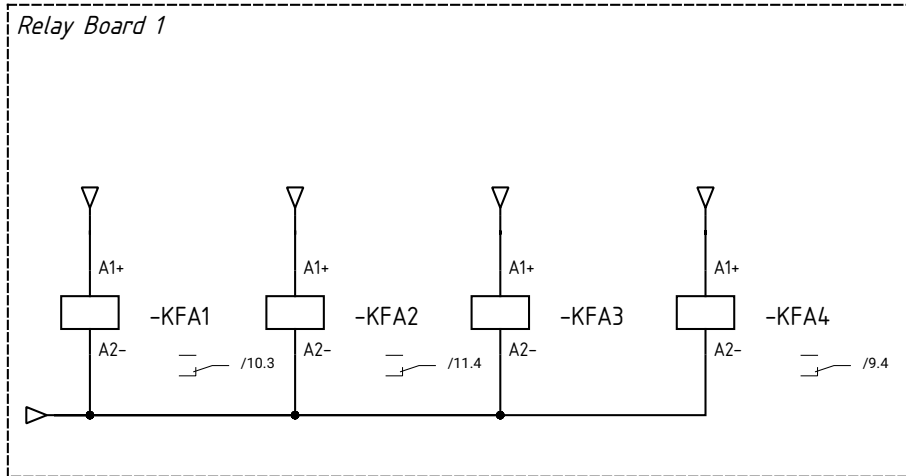 Relay Board 1
A1+
A1+
A1+
A1+
-KFA1
-KFA2
-KFA3
-KFA4
A2-
A2-
A2-
A2-
/10.3
/11.4
/9.4